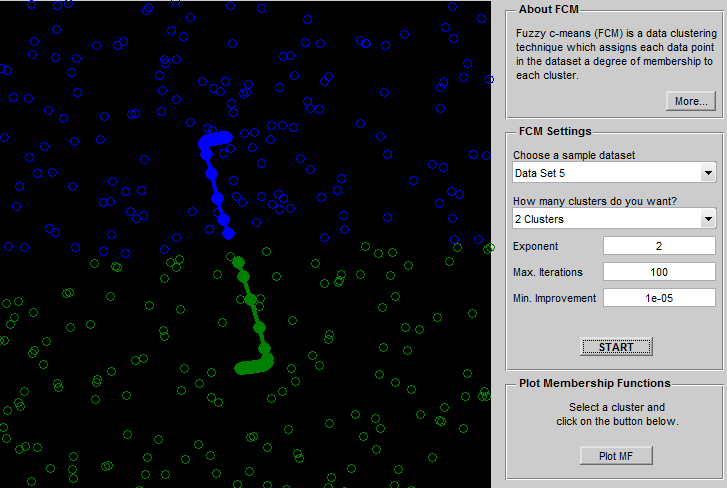 About FCM
Fuzzy c-means (FCM) is a data clustering
technique which assigns each data point
in the dataset a degree of membership to
each cluster.
More...
FCM Settings
Choose a sample dataset
Data Set 5
How many clusters do you want?
2 Clusters
Exponent 2
Max. Iterations 100
Min. Improvement 1e-05
START
Plot Membership Functions
Select a cluster and
click on the button below.
Plot MF